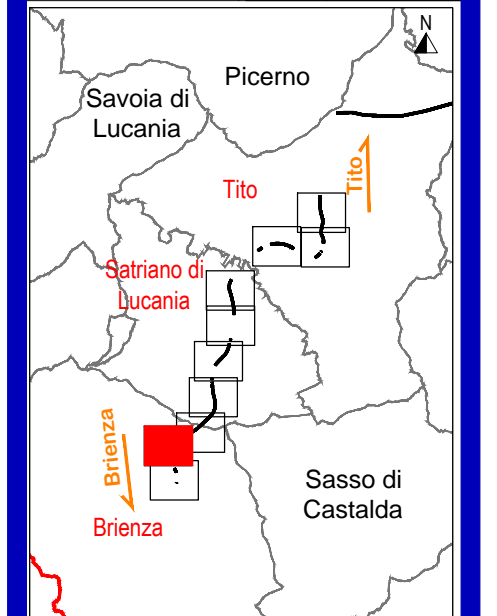 N
Picerno
Savoia di
Lucania
Tito
Tito
Satriano di
Lucania
Brienza
Sasso di
Castalda
Brienza